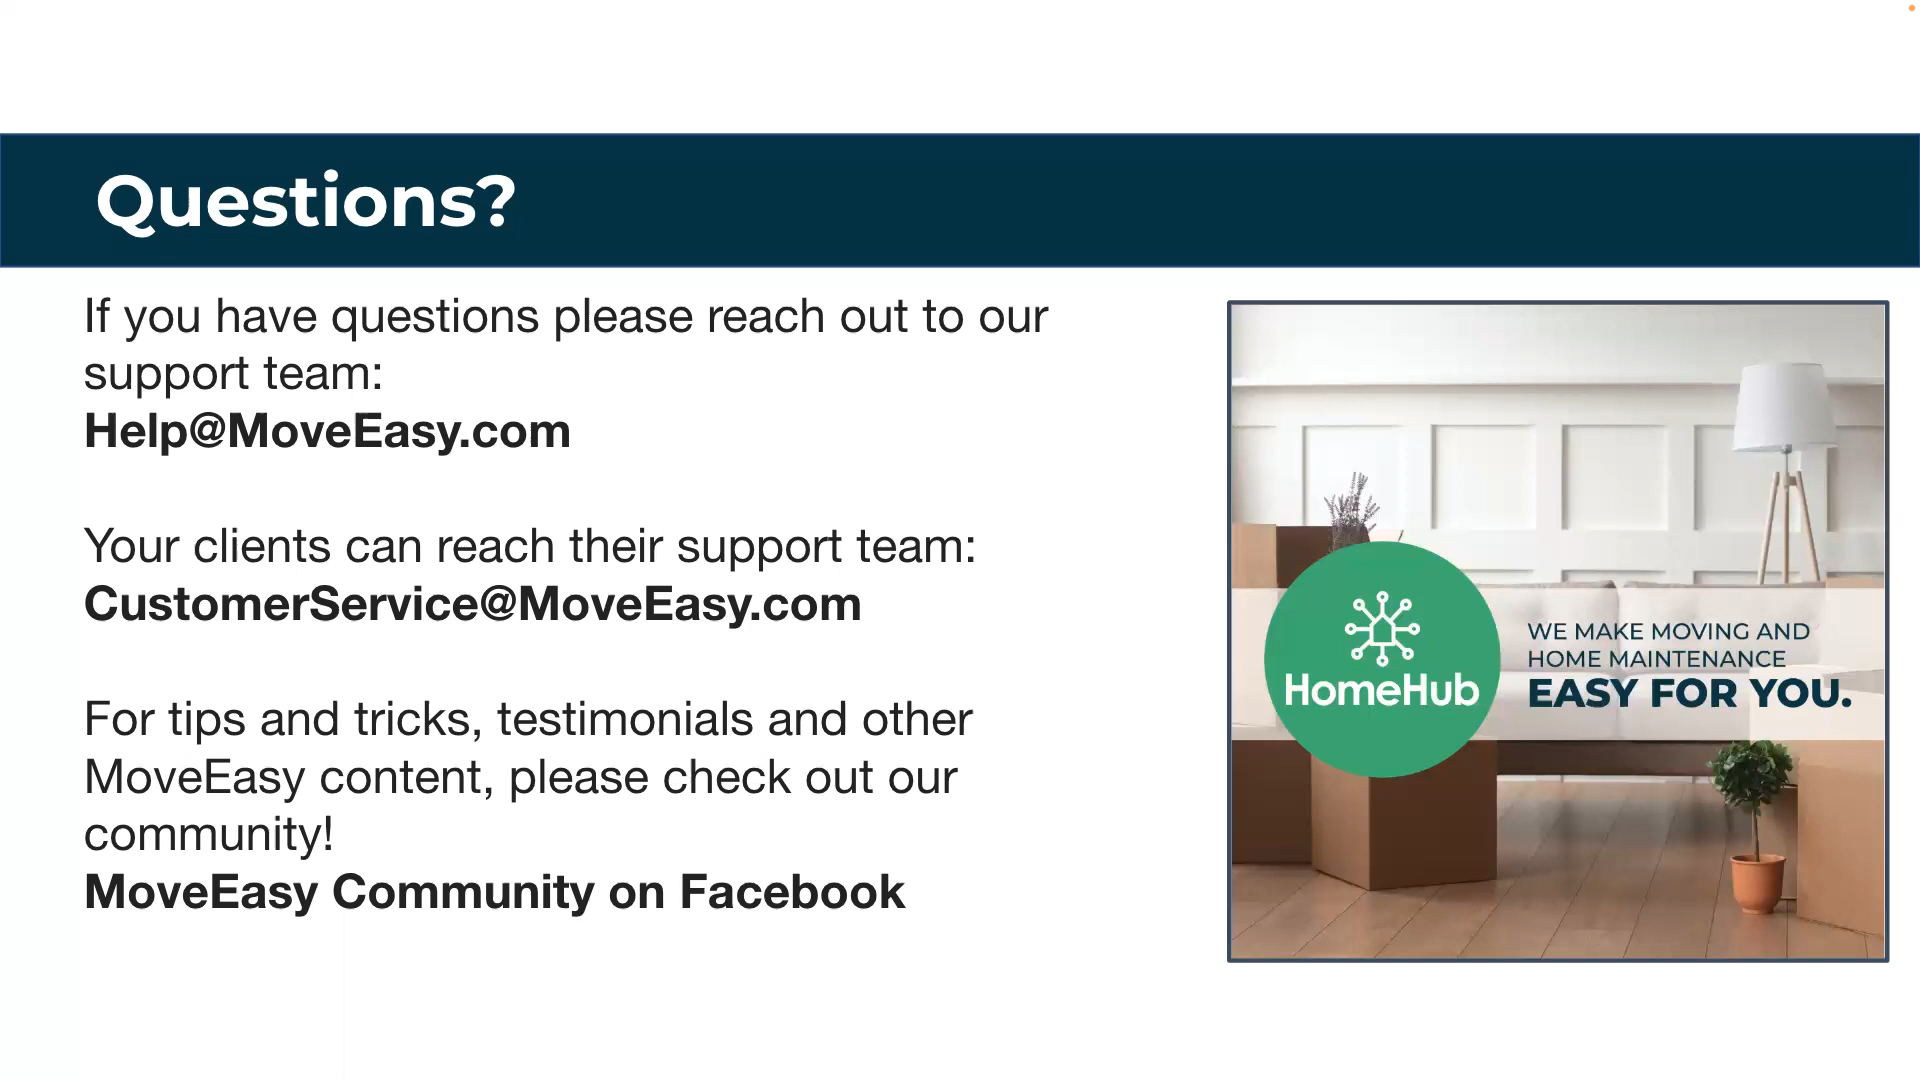 Questions?
If you have questions please reach out to our
support team:
Help@MoveEasy.com
Your clients can reach their support team:
CustomerService@MoveEasy.com
For tips and tricks, testimonials and other
MoveEasy content, please check out our
community!
MoveEasy Community on Facebook
HomeHub
WE MAKE MOVING AND
HOME MAINTENANCE
EASY FOR YOU.